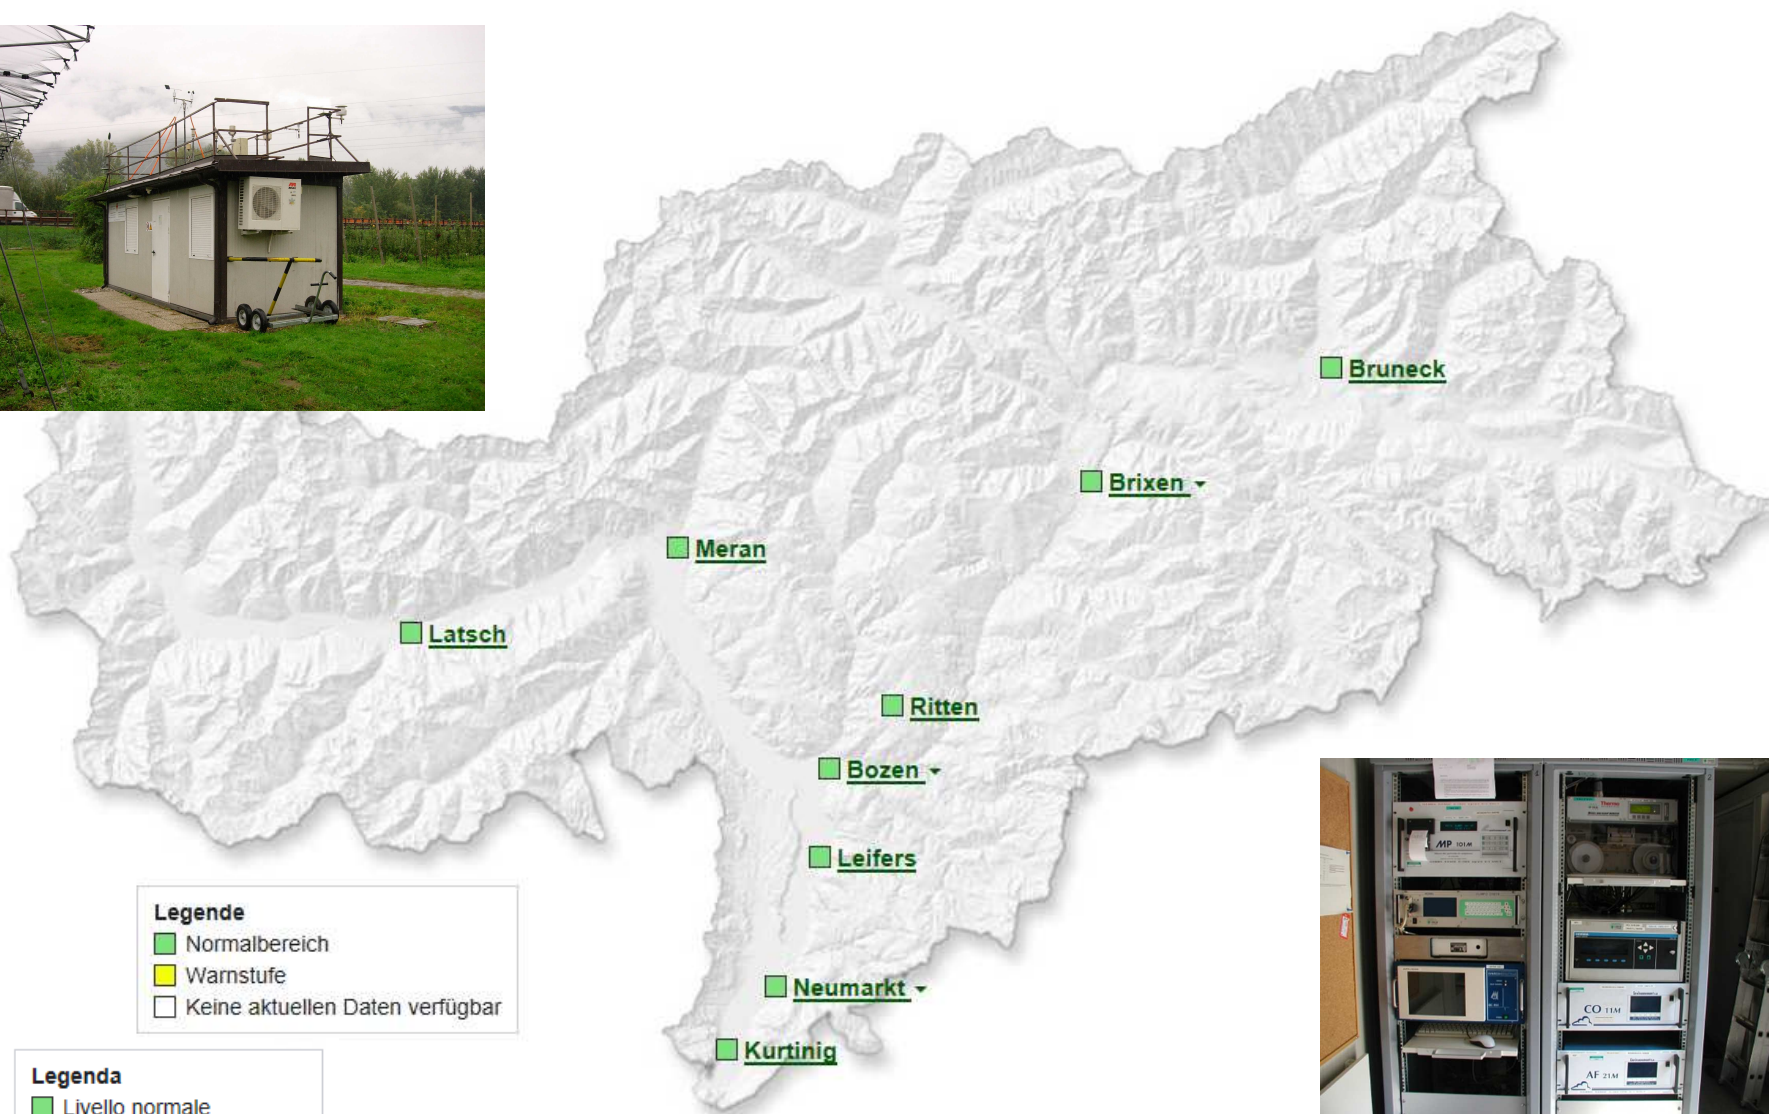 Bruneck
Brixen
Meran
Latsch
Ritten
Bozen
Leifers
Neumarkt
Kurtinig
Legende
Normalbereich
Warnstufe
Keine aktuellen Daten verfügbar
Legenda
Livello normale
Thermo
MP 101M
CO 11M
AF 21M